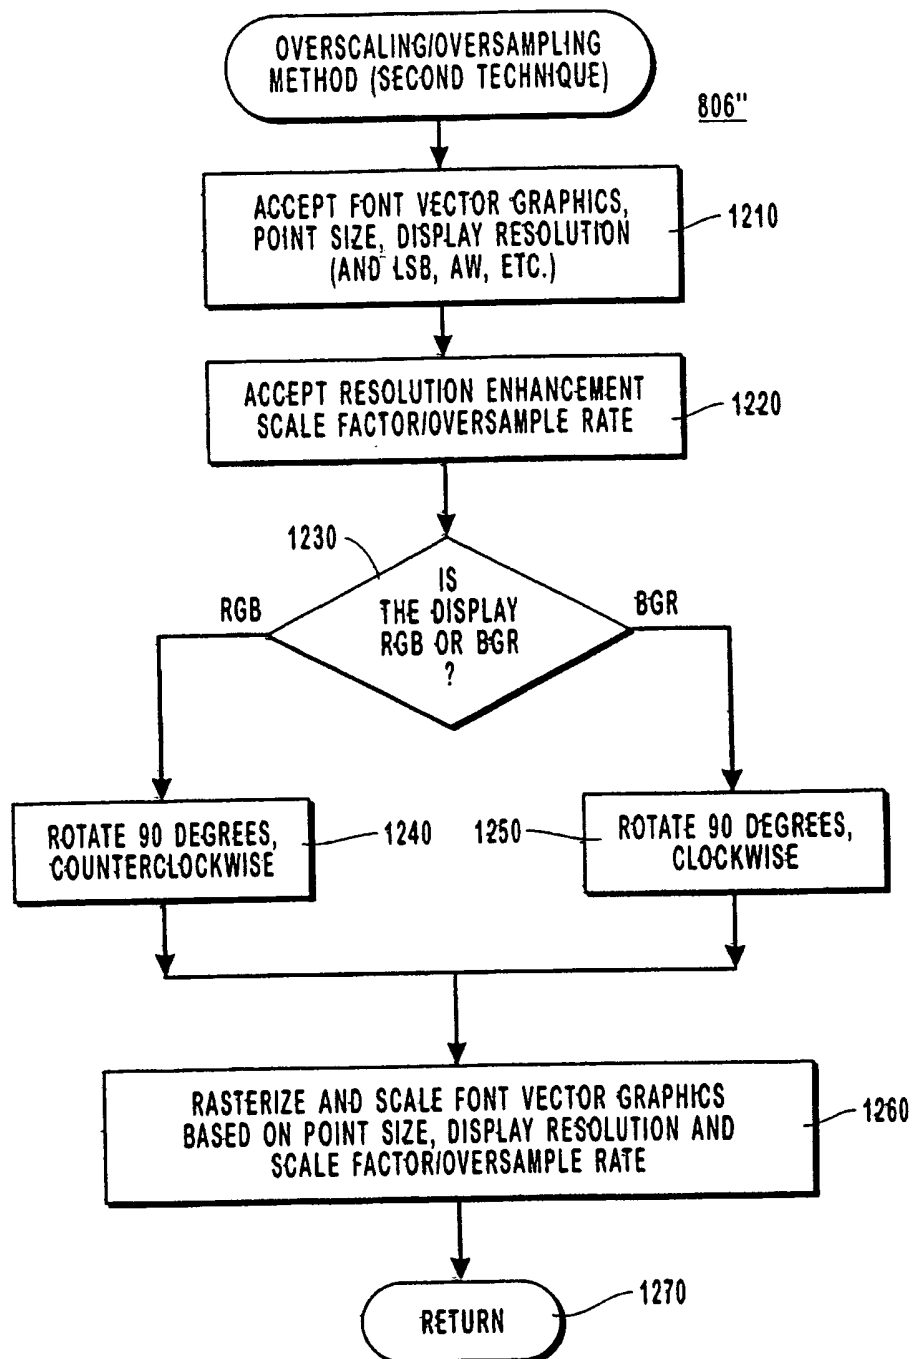 OVERSCALING/OVERSAMPLING
METHOD (SECOND TECHNIQUE)
806"
ACCEPT FONT VECTOR GRAPHICS,
POINT SIZE, DISPLAY RESOLUTION
(AND LSB, AW, ETC.)
1210
ACCEPT RESOLUTION ENHANCEMENT
SCALE FACTOR/OVERSAMPLE RATE
1220
1230
IS
THE DISPLAY
RGB OR BGR
?
RGB
BGR
ROTATE 90 DEGREES,
COUNTERCLOCKWISE
1240
1250
ROTATE 90 DEGREES,
CLOCKWISE
RASTERIZE AND SCALE FONT VECTOR GRAPHICS
BASED ON POINT SIZE, DISPLAY RESOLUTION AND
SCALE FACTOR/OVERSAMPLE RATE
1260
RETURN
1270